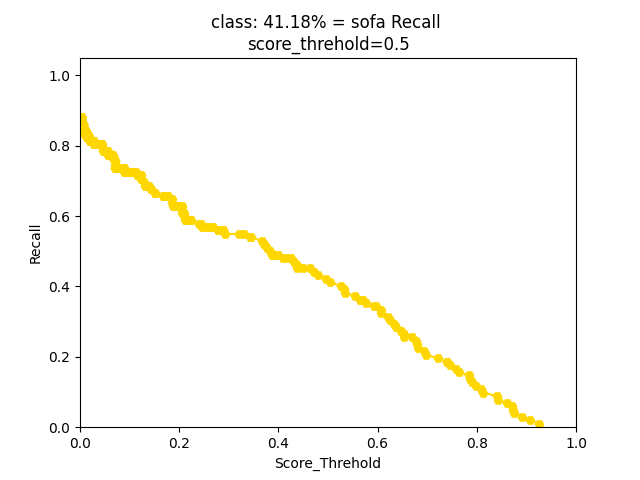 class: 41.18% = sofa Recall
score_threhold=0.5
1.0
0.8
0.6
0.4
0.2
0.0
Recall
0.0 0.2 0.4 0.6 0.8 1.0
Score_Threhold